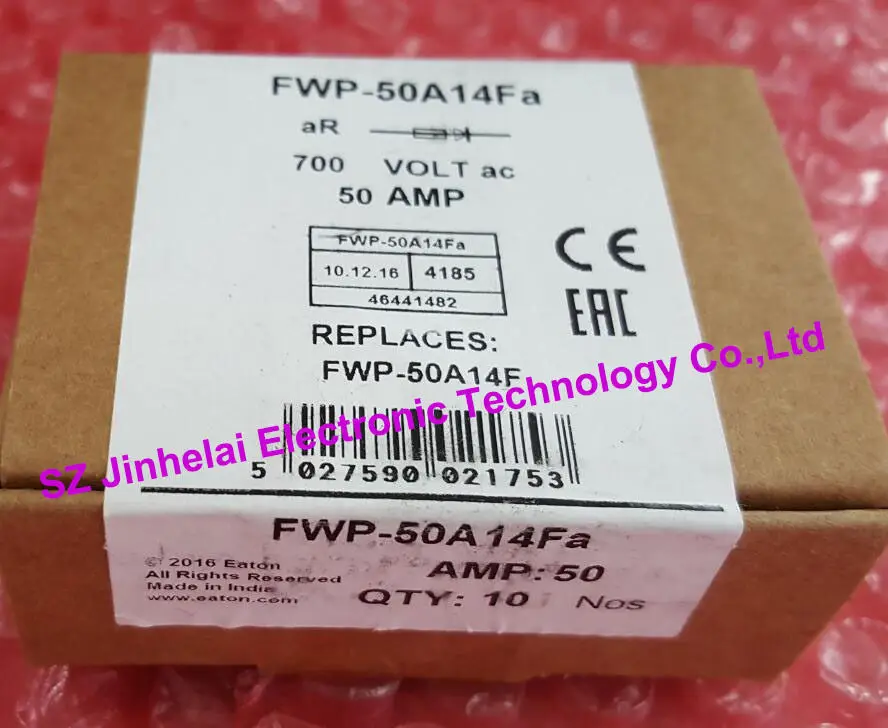 FWP-50A14Fa
aR
700 VOLT ac
50 AMP
FWP-50A14Fa
10.12.16 4185
46441482
CE
EAC
REPLACES:
FWP-50A14F
5 027590 021753
SZ Jinhelai Electronic Technology Co.,Ltd
FWP-50A14Fa
© 2016 Eaton
All Rights Reserved
Made in India
www.eaton.com
AMP: 50
QTY: 10 Nos